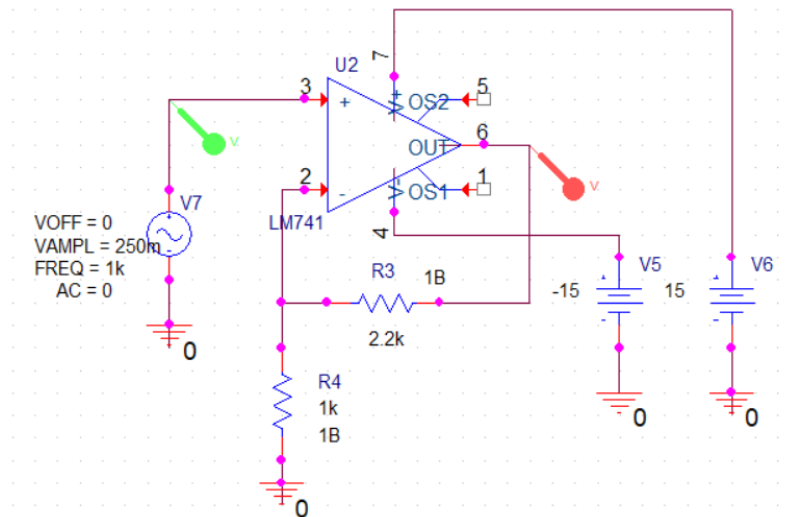 U2
7
3
+
V+
OS2
5
6
OUT
V
V
2
-
V-
OS1
1
LM741
4
V7
VOFF = 0
VAMPL = 250m
FREQ = 1k
AC = 0
0
R3
1B
2.2k
V5
-15
V6
15
R4
1k
1B
0
0
0